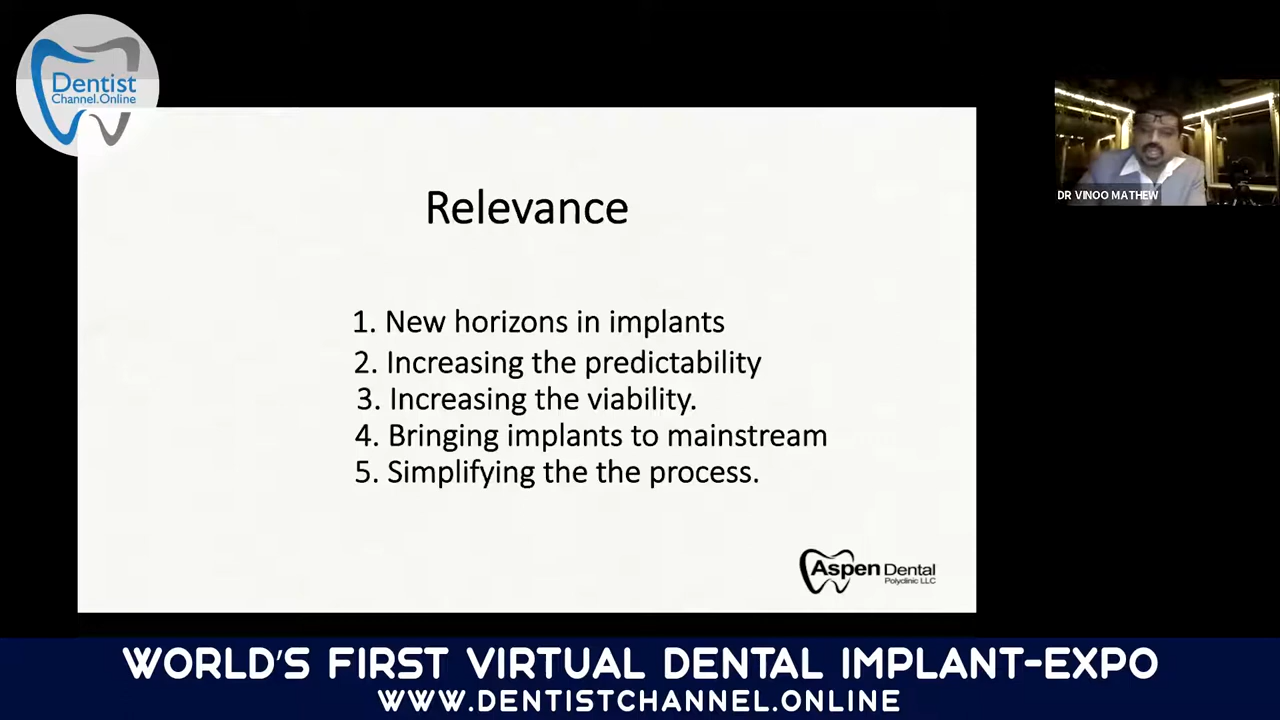 Dentist
Channel.Online
Relevance
1. New horizons in implants
2. Increasing the predictability
3. Increasing the viability.
4. Bringing implants to mainstream
5. Simplifying the the process.
Aspen Dental
Polyclinic LLC
DR VINOO MATHEW
WORLD'S FIRST VIRTUAL DENTAL IMPLANT-EXPO
WWW.DENTISTCHANNEL.ONLINE